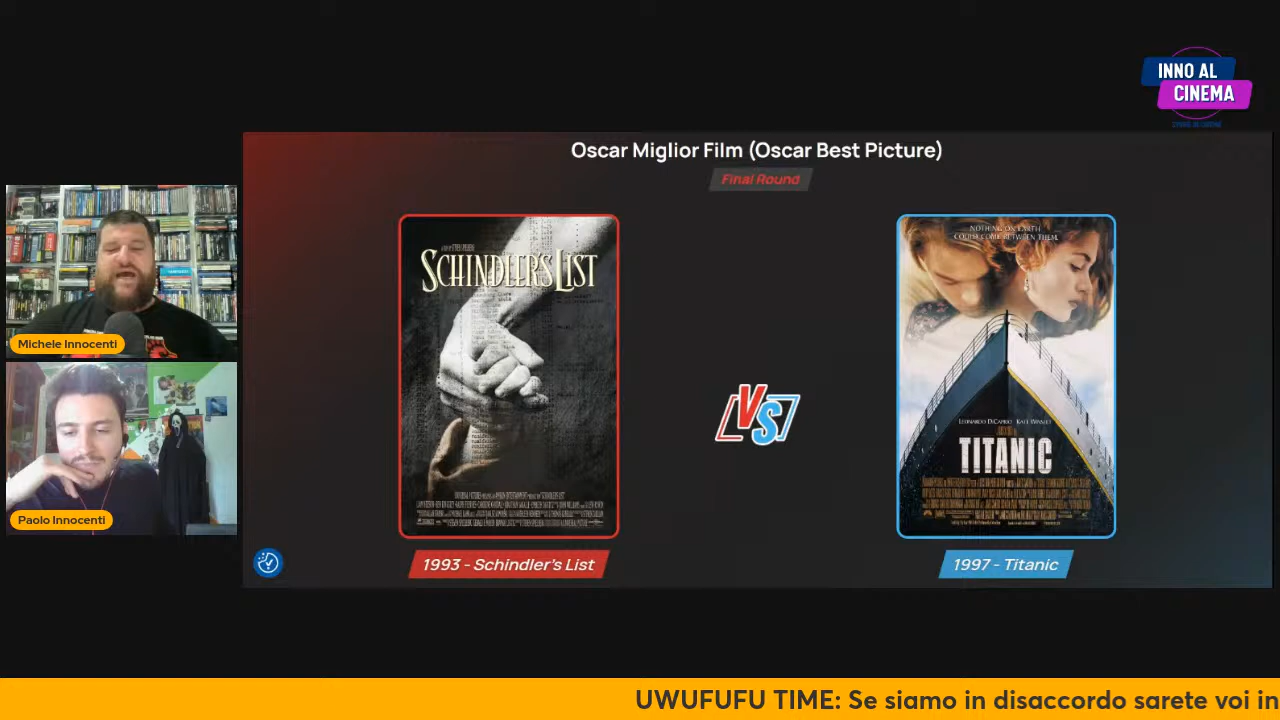 INNO AL
CINEMA
Oscar Miglior Film (Oscar Best Picture)
Final Round
SCHINDLER'S LIST
NOTHING ON EARTH
COULD COME BETWEEN THEM.
LEONARDO DICAPRIO KATE WINSLET
TITANIC
Michele Innocenti
Paolo Innocenti
VS
1993 - Schindler's List
1997 - Titanic
UWUFUFU TIME: Se siamo in disaccordo sarete voi in